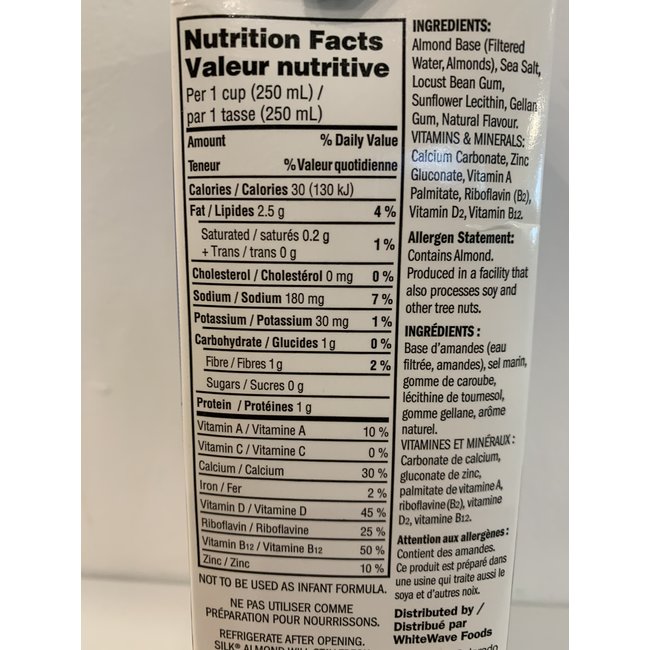 Nutrition Facts
Valeur nutritive
Per 1 cup (250 mL) /
par 1 tasse (250 mL)
Amount % Daily Value
Teneur % Valeur quotidienne
Calories / Calories 30 (130 kJ)
Fat / Lipides 2.5 g 4 %
Saturated / saturés 0.2 g
+ Trans / trans 0 g 1 %
Cholesterol / Cholestérol 0 mg 0 %
Sodium / Sodium 180 mg 7 %
Potassium / Potassium 30 mg 1 %
Carbohydrate / Glucides 1 g 0 %
Fibre / Fibres 1 g 2 %
Sugars / Sucres 0 g
Protein / Protéines 1 g
Vitamin A / Vitamine A 10 %
Vitamin C / Vitamine C 0 %
Calcium / Calcium 30 %
Iron / Fer 2 %
Vitamin D / Vitamine D 45 %
Riboflavin / Riboflavine 25 %
Vitamin B12 / Vitamine B12 50 %
Zinc / Zinc 10 %
NOT TO BE USED AS INFANT FORMULA.
NE PAS UTILISER COMME
PRÉPARATION POUR NOURRISSONS.
REFRIGERATE AFTER OPENING.
SILK® ALMOND WILL
INGREDIENTS:
Almond Base (Filtered
Water, Almonds), Sea Salt,
Locust Bean Gum,
Sunflower Lecithin, Gellan
Gum, Natural Flavour.
VITAMINS & MINERALS:
Calcium Carbonate, Zinc
Gluconate, Vitamin A
Palmitate, Riboflavin (B2),
Vitamin D2, Vitamin B12.
Allergen Statement:
Contains Almond.
Produced in a facility that
also processes soy and
other tree nuts.
INGRÉDIENTS :
Base d'amandes (eau
filtrée, amandes), sel marin,
gomme de caroube,
lécithine de tournesol,
gomme gellane, arôme
naturel.
VITAMINES ET MINÉRAUX :
Carbonate de calcium,
gluconate de zinc,
palmitate de vitamine A,
riboflavine (B2), vitamine
D2, vitamine B12.
Attention aux allergènes :
Contient des amandes.
Ce produit est préparé dans
une usine qui traite aussi le
soya et d'autres noix.
Distributed by /
Distribué par
WhiteWave Foods